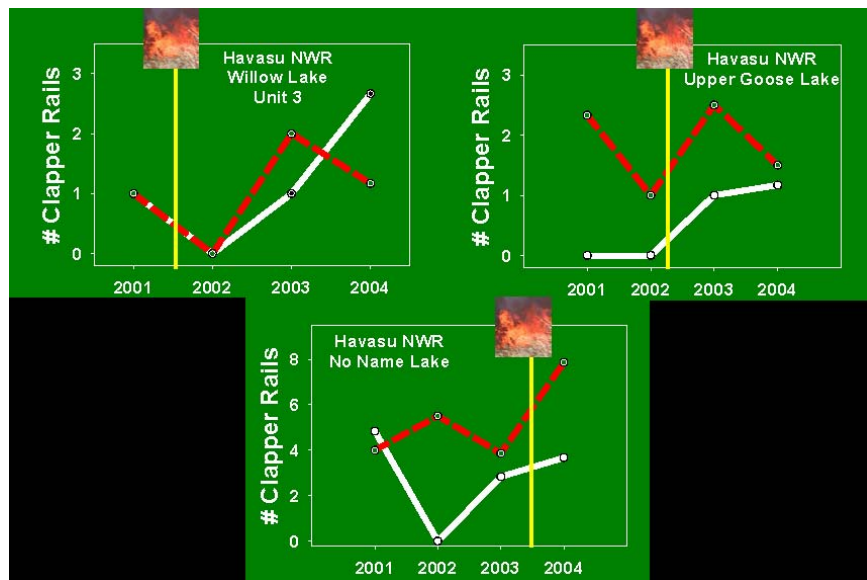 Havasu NWR
Willow Lake
Unit 3
# Clapper Rails
3
2
1
0
2001 2002 2003 2004
Havasu NWR
Upper Goose Lake
# Clapper Rails
3
2
1
0
2001 2002 2003 2004
Havasu NWR
No Name Lake
# Clapper Rails
8
6
4
2
0
2001 2002 2003 2004